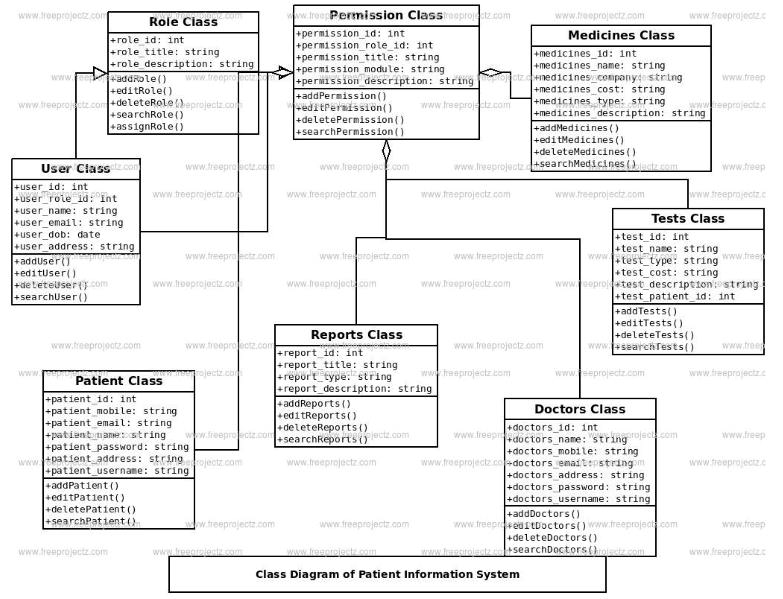 Role Class
+role_id: int
+role_title: string
+role_description: string
+addRole()
+editRole()
+deleteRole()
+searchRole()
+assignRole()
Permission Class
+permission_id: int
+permission_role_id: int
+permission_title: string
+permission_module: string
+permission_description: string
+addPermission()
+editPermission()
+deletePermission()
+searchPermission()
Medicines Class
+medicines_id: int
+medicines_name: string
+medicines_company: string
+medicines_cost: string
+medicines_type: string
+medicines_description: string
+addMedicines()
+editMedicines()
+deleteMedicines()
+searchMedicines()
User Class
+user_id: int
+user_role_id: int
+user_name: string
+user_email: string
+user_dob: date
+user_address: string
+addUser()
+editUser()
+deleteUser()
+searchUser()
Tests Class
+test_id: int
+test_name: string
+test_type: string
+test_cost: string
+test_description: string
+test_patient_id: int
+addTests()
+editTests()
+deleteTests()
+searchTests()
Reports Class
+report_id: int
+report_title: string
+report_type: string
+report_description: string
+addReports()
+editReports()
+deleteReports()
+searchReports()
Patient Class
+patient_id: int
+patient_mobile: string
+patient_email: string
+patient_name: string
+patient_password: string
+patient_address: string
+patient_username: string
+addPatient()
+editPatient()
+deletePatient()
+searchPatient()
Doctors Class
+doctors_id: int
+doctors_name: string
+doctors_mobile: string
+doctors_email: string
+doctors_address: string
+doctors_password: string
+doctors_username: string
+addDoctors()
+editDoctors()
+deleteDoctors()
+searchDoctors()
Class Diagram of Patient Information System
www.freeprojectz.com